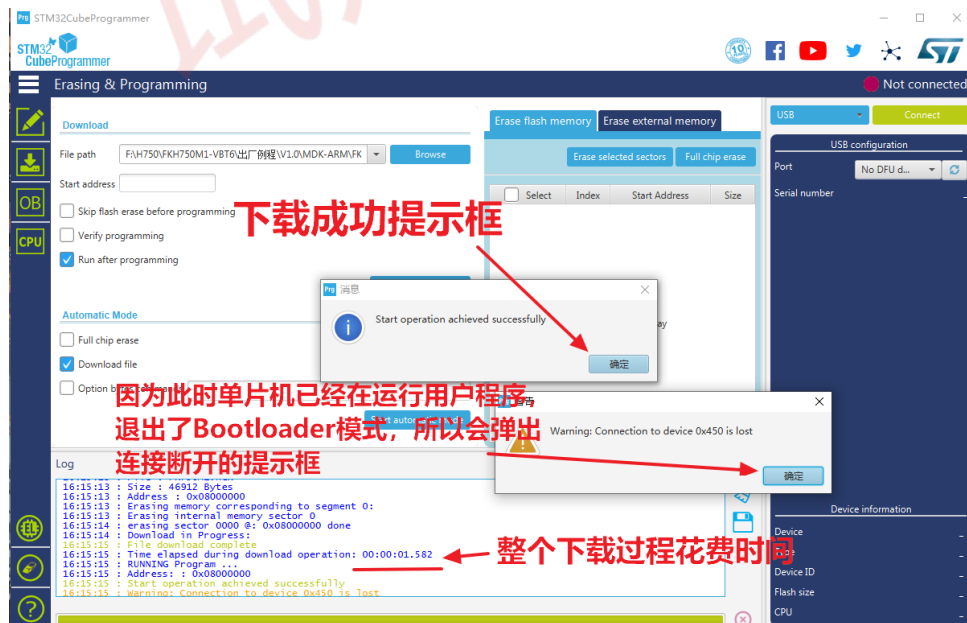 Prg STM32CubeProgrammer
STM32
CubeProgrammer
10
ST
Erasing & Programming
Not connected
Download
File path F:\H750\FKH750M1-VBT6\出厂例程\V1.0\MDK-ARM\FK Browse
Start address
Skip flash erase before programming
Verify programming
Run after programming
下载成功提示框
Automatic Mode
Full chip erase
Download file
Option b
因为此时单片机已经在运行用户程序
退出了Bootloader模式，所以会弹出
连接断开的提示框
Erase flash memory Erase external memory
Erase selected sectors Full chip erase
Select Index Start Address Size
Prg 消息
Start operation achieved successfully
i
确定
ay
警告
Warning: Connection to device 0x450 is lost
确定
USB Connect
USB configuration
Port No DFU d...
Serial number
OB
CPU
Log
16:15:13 : Size : 46912 Bytes
16:15:13 : Address : 0x08000000
16:15:13 : Erasing memory corresponding to segment 0:
16:15:13 : Erasing internal memory sector 0
16:15:14 : erasing sector 0000 @: 0x08000000 done
16:15:14 : Download in Progress:
16:15:15 : File download complete
16:15:15 : Time elapsed during download operation: 00:00:01.582
16:15:15 : RUNNING Program ...
16:15:15 : Address: : 0x08000000
16:15:15 : Start operation achieved successfully
16:15:15 : Warning: Connection to device 0x450 is lost
整个下载过程花费时间
Device information
Device -
-
Device ID -
Flash size -
CPU -
?